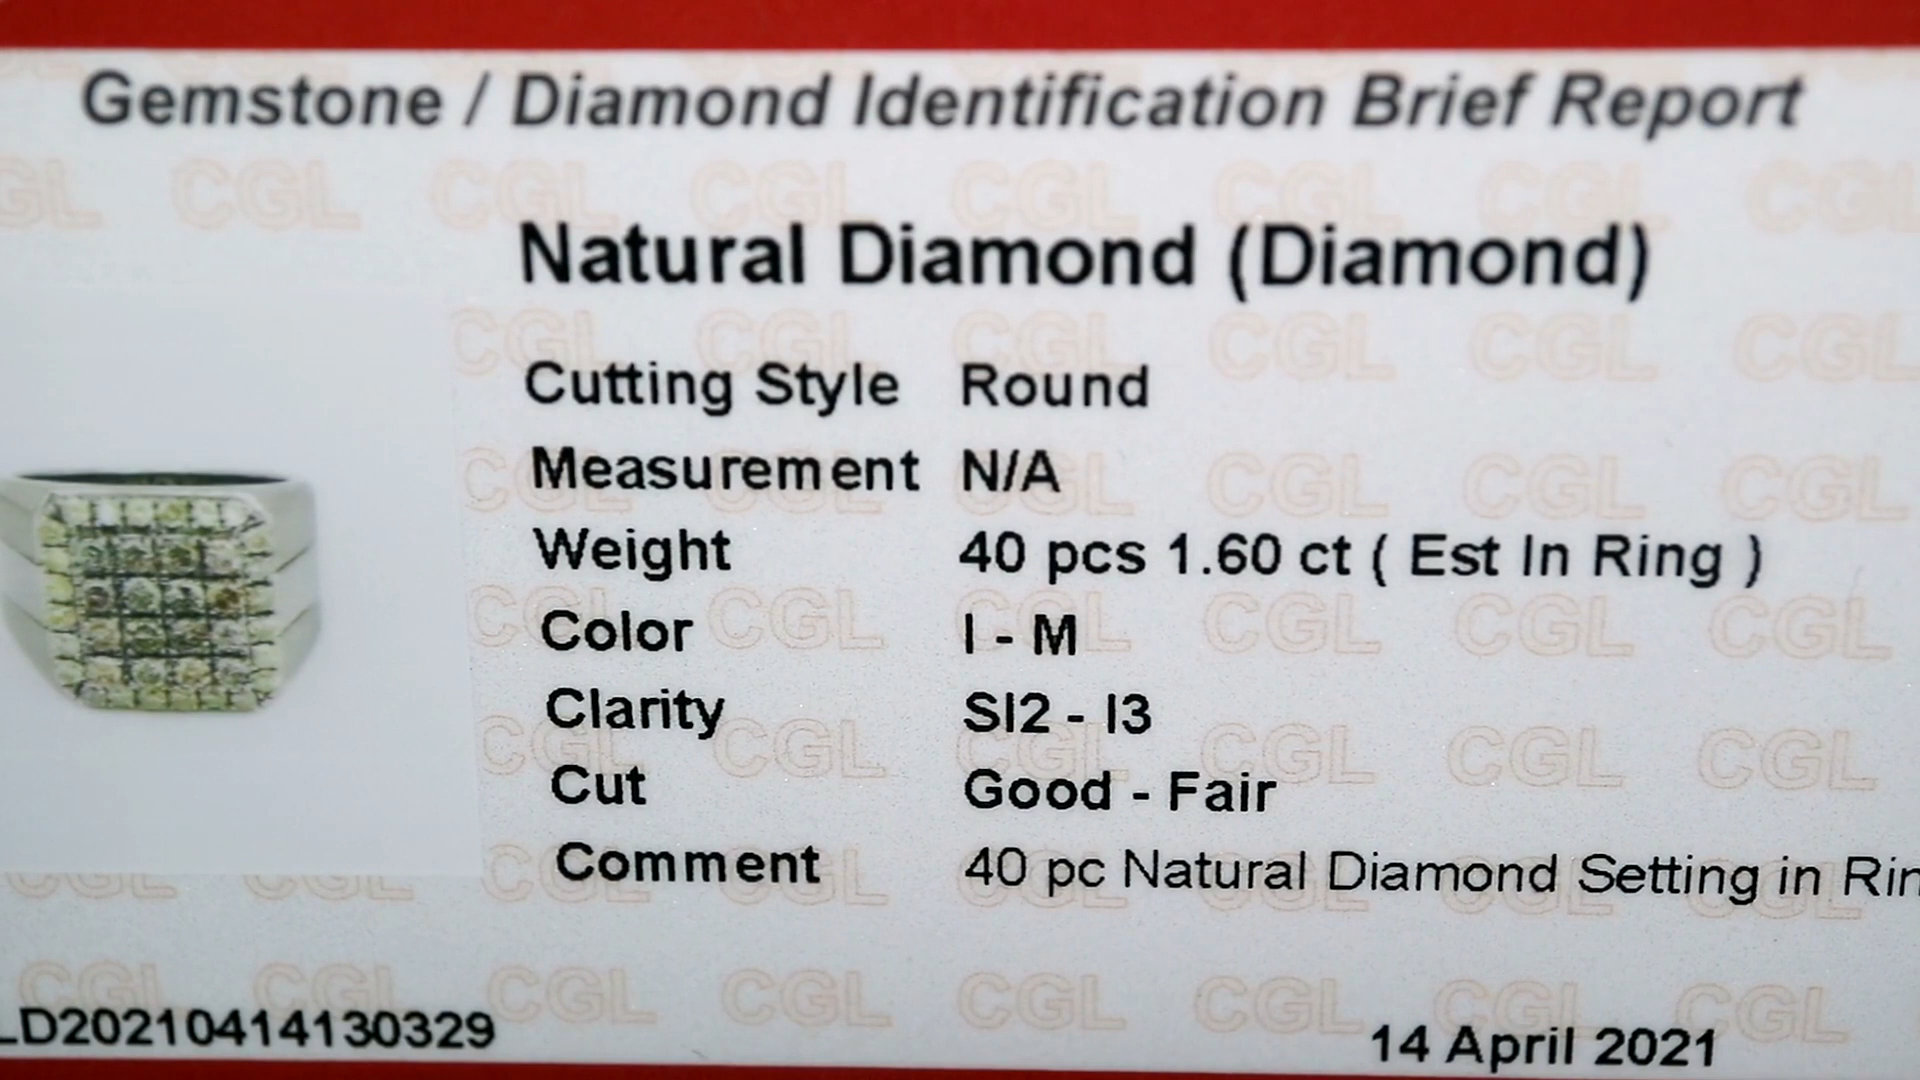 Gemstone / Diamond Identification Brief Report
Natural Diamond (Diamond)
Cutting Style Round
Measurement N/A
Weight 40 pcs 1.60 ct ( Est In Ring )
Color I - M
Clarity SI2 - I3
Cut Good - Fair
Comment 40 pc Natural Diamond Setting in
LD20210414130329
14 April 2021